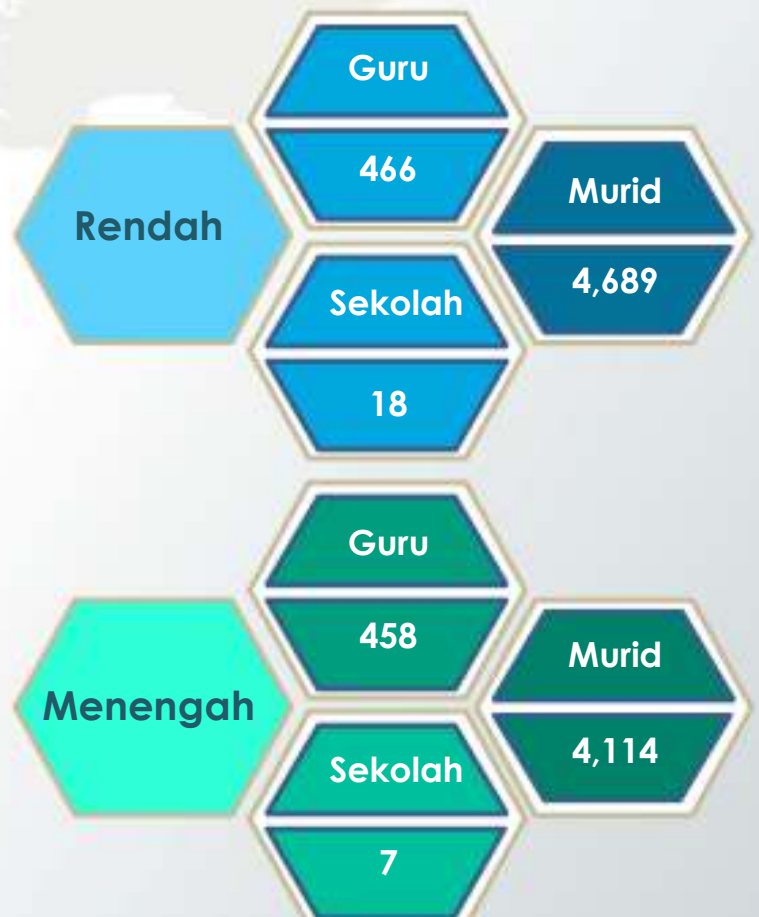 Rendah
Guru
466
Sekolah
18
Murid
4,689
Menengah
Guru
458
Sekolah
7
Murid
4,114